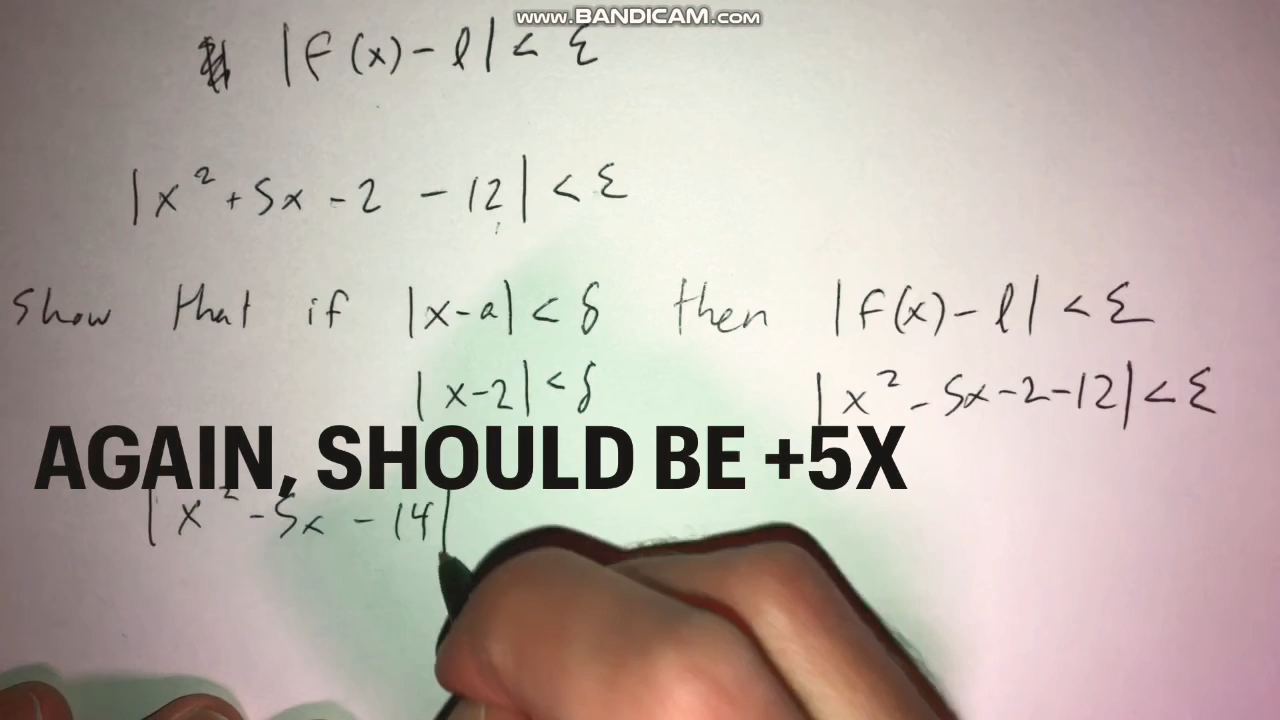 www.BANDICAM.com
|f(x)-l|<ε
|x²+5x-2 -12|<ε
Show that if |x-a|<δ then |f(x)-l|<ε
|x-2|<δ |x²-5x-2-12|<ε
AGAIN, SHOULD BE +5X
|x²-5x-14|